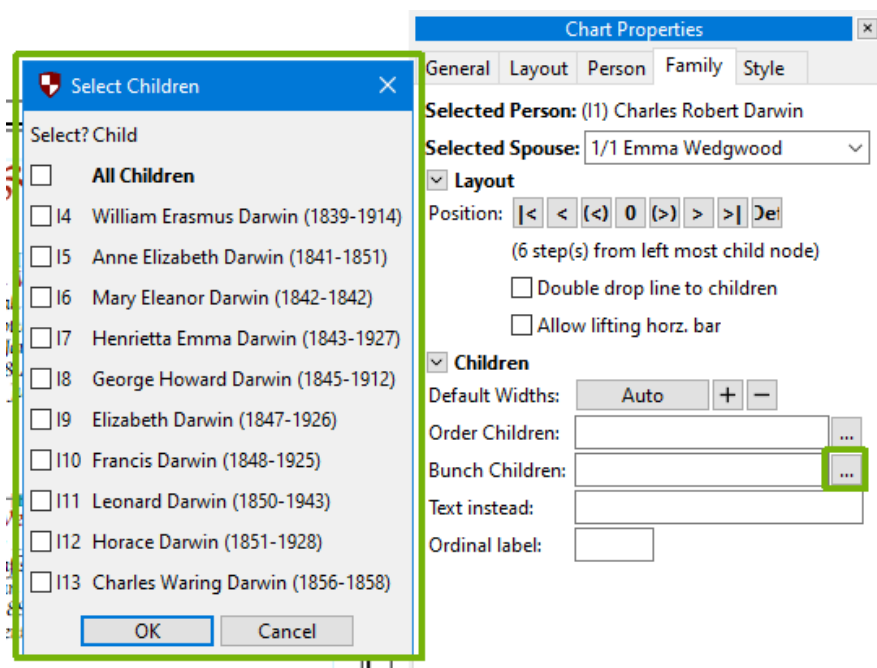 Select Children
Select? Child
All Children
I4 William Erasmus Darwin (1839-1914)
I5 Anne Elizabeth Darwin (1841-1851)
I6 Mary Eleanor Darwin (1842-1842)
I7 Henrietta Emma Darwin (1843-1927)
I8 George Howard Darwin (1845-1912)
I9 Elizabeth Darwin (1847-1926)
I10 Francis Darwin (1848-1925)
I11 Leonard Darwin (1850-1943)
I12 Horace Darwin (1851-1928)
I13 Charles Waring Darwin (1856-1858)
OK Cancel
Chart Properties
General Layout Person Family Style
Selected Person: (I1) Charles Robert Darwin
Selected Spouse: 1/1 Emma Wedgwood
Layout
Position: |< < (<) 0 (>) > >|
(6 step(s) from left most child node)
Double drop line to children
Allow lifting horz. bar
Children
Default Widths: Auto + −
Order Children: ...
Bunch Children: ...
Text instead:
Ordinal label: